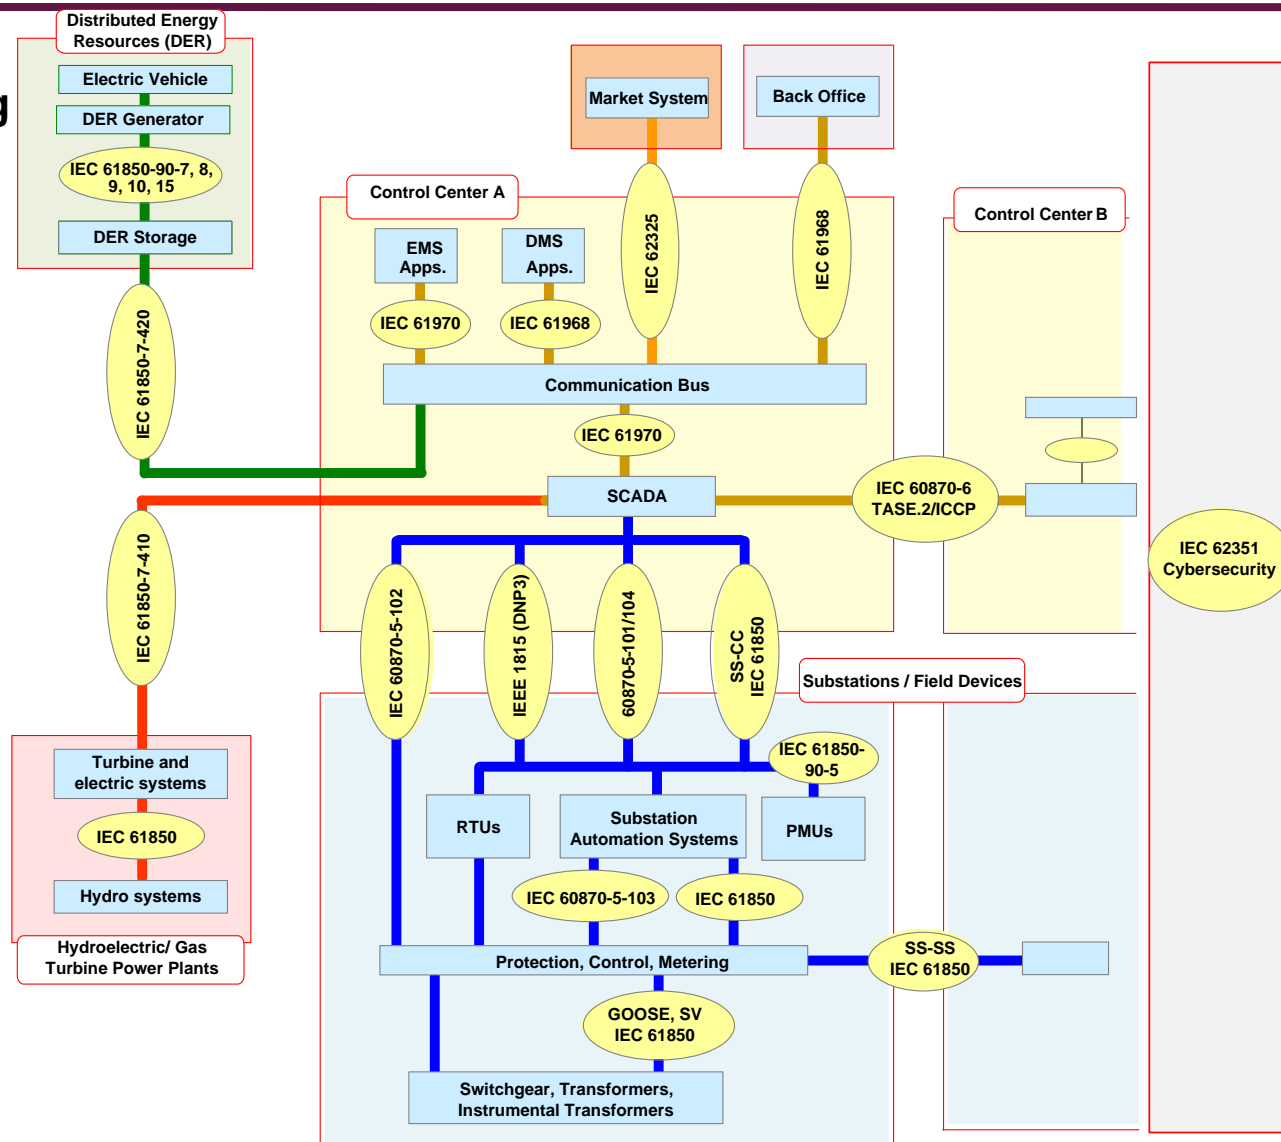 Distributed Energy
Resources (DER)
Electric Vehicle
g
DER Generator
IEC 61850-90-7, 8,
9, 10, 15
DER Storage
IEC 61850-7-420
Market System
Back Office
IEC 62325
IEC 61968
Control Center A
EMS
Apps.
DMS
Apps.
IEC 61970
IEC 61968
Communication Bus
IEC 61970
SCADA
IEC 60870-6
TASE.2/ICCP
Control Center B
IEC 62351
Cybersecurity
IEC 61850-7-410
IEC 60870-5-102
IEEE 1815 (DNP3)
60870-5-101/104
SS-CC
IEC 61850
Substations / Field Devices
IEC 61850-
90-5
Turbine and
electric systems
IEC 61850
Hydro systems
Hydroelectric/ Gas
Turbine Power Plants
RTUs
Substation
Automation Systems
PMUs
IEC 60870-5-103
IEC 61850
Protection, Control, Metering
SS-SS
IEC 61850
GOOSE, SV
IEC 61850
Switchgear, Transformers,
Instrumental Transformers